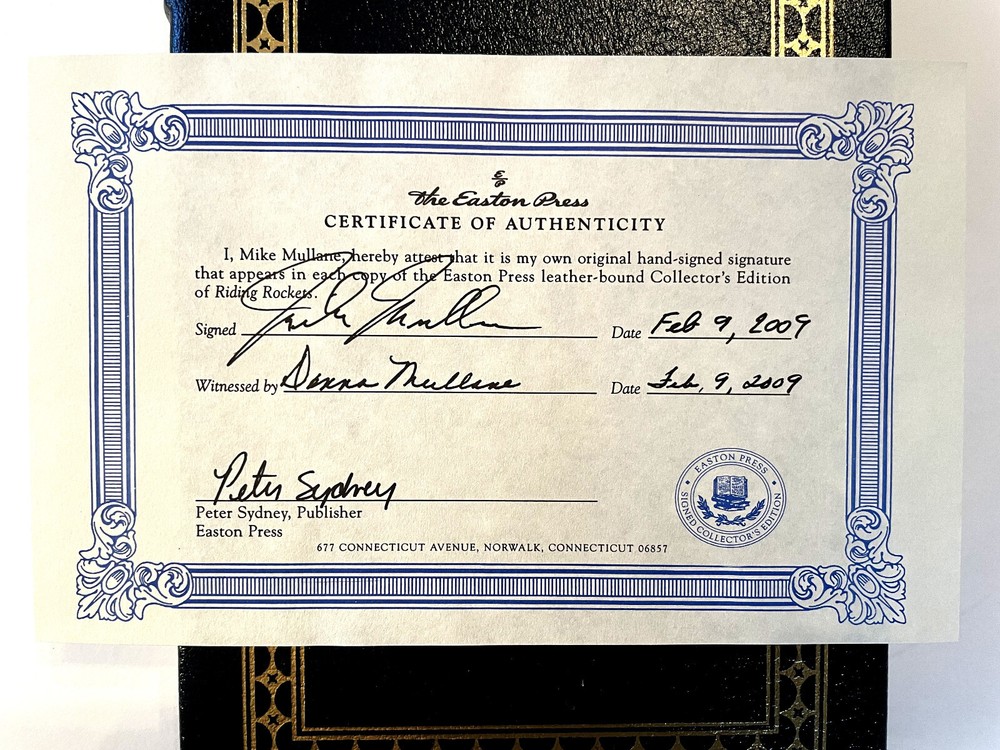 E
P
the Easton Press
CERTIFICATE OF AUTHENTICITY
I, Mike Mullane, hereby attest that it is my own original hand-signed signature
that appears in each copy of the Easton Press leather-bound Collector's Edition
of Riding Rockets.
Signed Mike Mullane Date Feb 9, 2009
Witnessed by Donna Mullane Date Feb, 9, 2009
Peter Sydney
Peter Sydney, Publisher
Easton Press
EASTON PRESS
SIGNED COLLECTOR'S EDITION
677 CONNECTICUT AVENUE, NORWALK, CONNECTICUT 06857